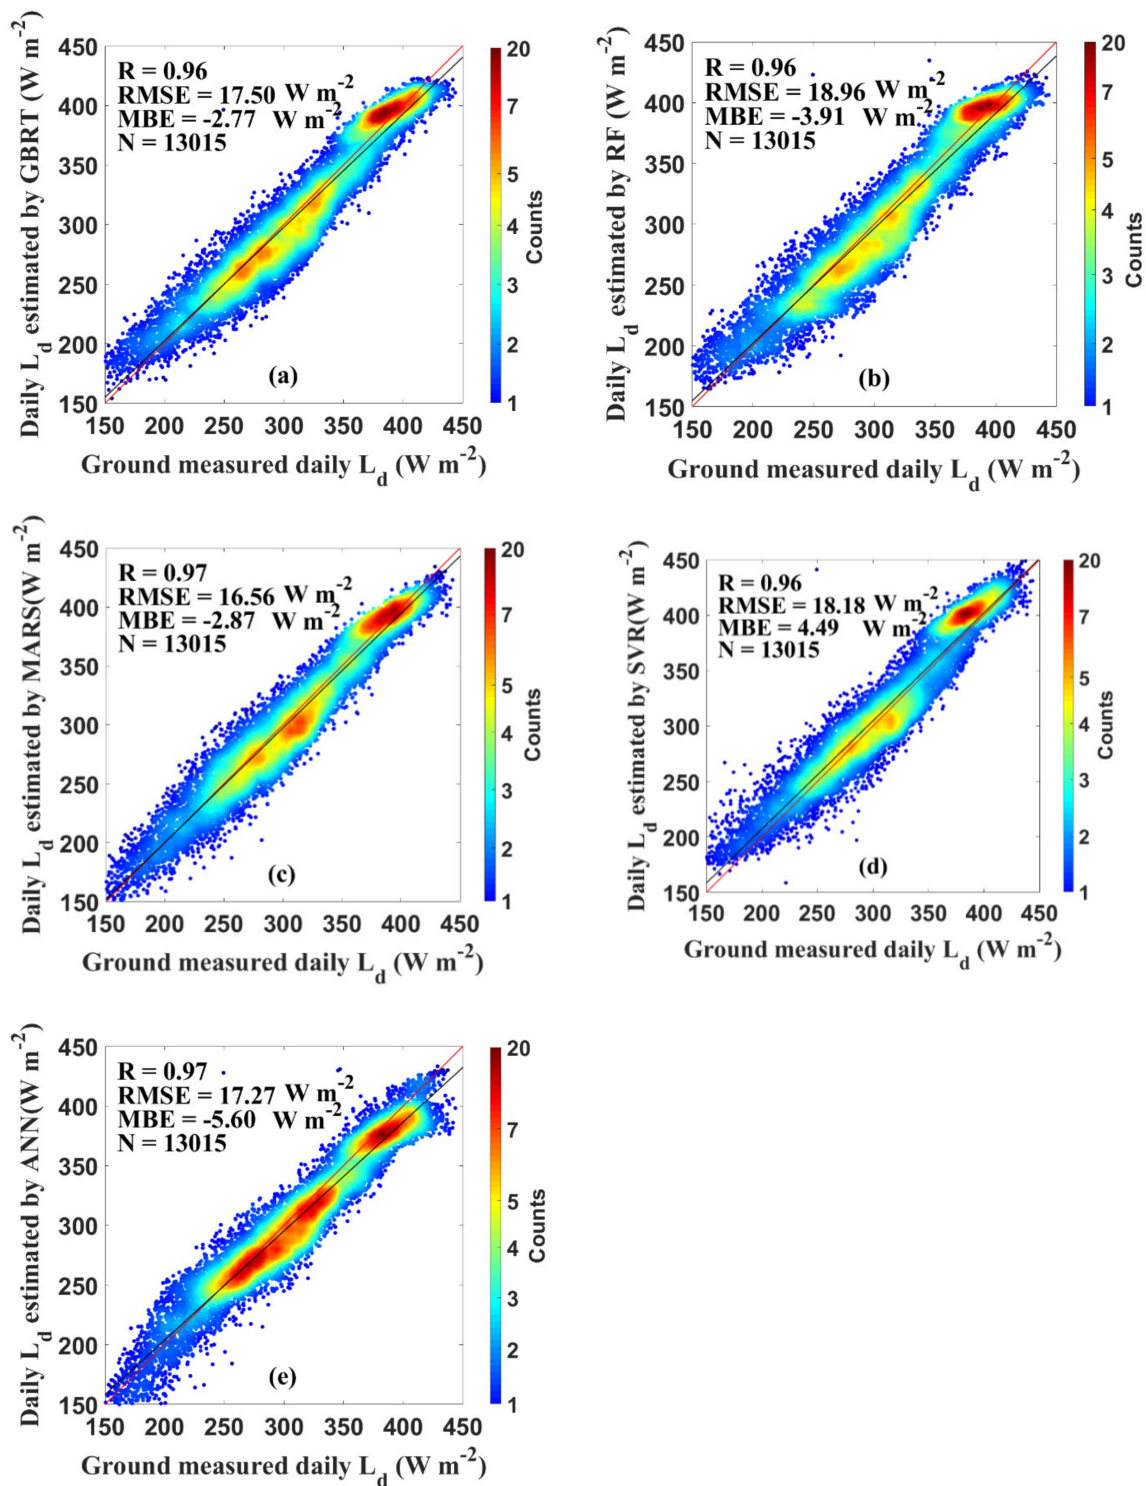 Daily L_d estimated by GBRT (W m^-2)
450
400
350
300
250
200
150
R = 0.96
RMSE = 17.50 W m^-2
MBE = -2.77 W m^-2
N = 13015
(a)
150 200 250 300 350 400 450
Ground measured daily L_d (W m^-2)
20
7
5
4
3
2
1
Counts
Daily L_d estimated by RF (W m^-2)
450
400
350
300
250
200
150
R = 0.96
RMSE = 18.96 W m^-2
MBE = -3.91 W m^-2
N = 13015
(b)
150 200 250 300 350 400 450
Ground measured daily L_d (W m^-2)
20
7
5
4
3
2
1
Counts
Daily L_d estimated by MARS(W m^-2)
450
400
350
300
250
200
150
R = 0.97
RMSE = 16.56 W m^-2
MBE = -2.87 W m^-2
N = 13015
(c)
150 200 250 300 350 400 450
Ground measured daily L_d (W m^-2)
20
7
5
4
3
2
1
Counts
Daily L_d estimated by SVR(W m^-2)
450
400
350
300
250
200
150
R = 0.96
RMSE = 18.18 W m^-2
MBE = 4.49 W m^-2
N = 13015
(d)
150 200 250 300 350 400 450
Ground measured daily L_d (W m^-2)
20
7
5
4
3
2
1
Counts
Daily L_d estimated by ANN(W m^-2)
450
400
350
300
250
200
150
R = 0.97
RMSE = 17.27 W m^-2
MBE = -5.60 W m^-2
N = 13015
(e)
150 200 250 300 350 400 450
Ground measured daily L_d (W m^-2)
20
7
5
4
3
2
1
Counts